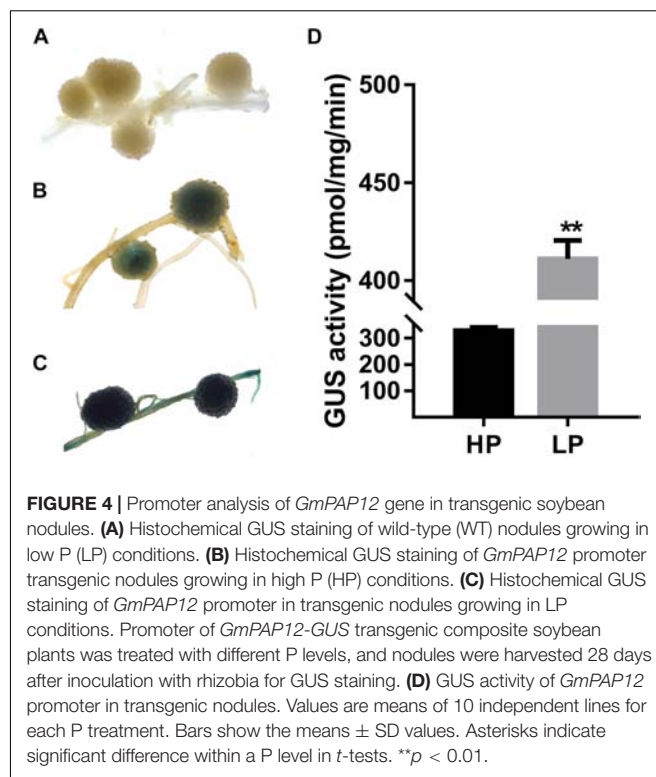 A
D
500
450
400
300
200
100
GUS activity (pmol/mg/min)
**
HP
LP
B
C
FIGURE 4 | Promoter analysis of GmPAP12 gene in transgenic soybean
nodules. (A) Histochemical GUS staining of wild-type (WT) nodules growing in
low P (LP) conditions. (B) Histochemical GUS staining of GmPAP12 promoter
transgenic nodules growing in high P (HP) conditions. (C) Histochemical GUS
staining of GmPAP12 promoter in transgenic nodules growing in LP
conditions. Promoter of GmPAP12-GUS transgenic composite soybean
plants was treated with different P levels, and nodules were harvested 28 days
after inoculation with rhizobia for GUS staining. (D) GUS activity of GmPAP12
promoter in transgenic nodules. Values are means of 10 independent lines for
each P treatment. Bars show the means ± SD values. Asterisks indicate
significant difference within a P level in t-tests. **p < 0.01.